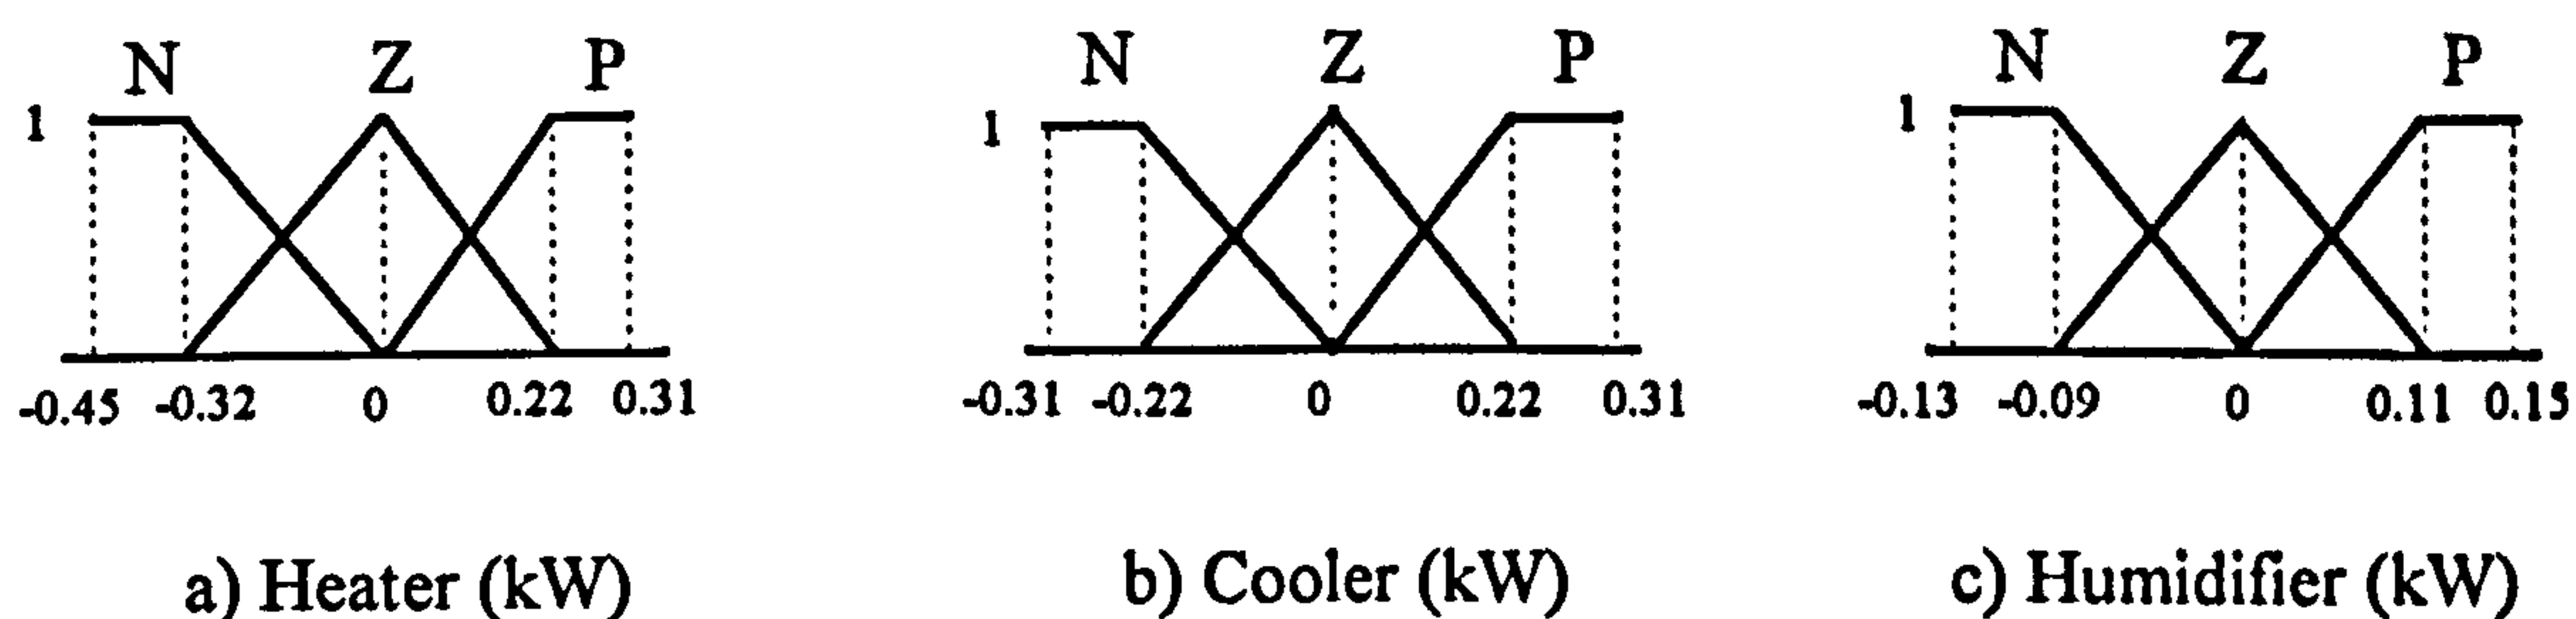 N Z P N Z P N Z P
1 1 1
-0.45 -0.32 0 0.22 0.31 -0.31 -0.22 0 0.22 0.31 -0.13 -0.09 0 0.11 0.15
a) Heater (kW) b) Cooler (kW) c) Humidifier (kW)